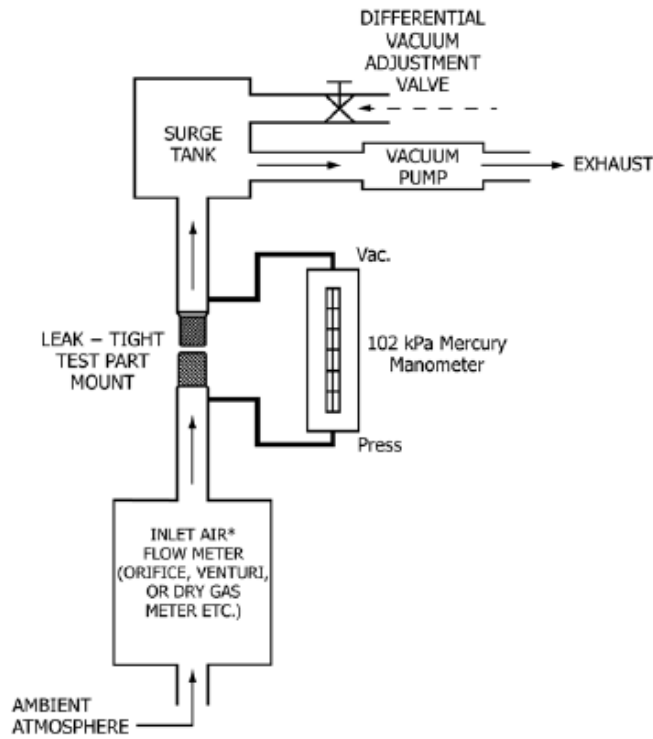 DIFFERENTIAL
VACUUM
ADJUSTMENT
VALVE
SURGE
TANK
VACUUM
PUMP
EXHAUST
Vac.
LEAK – TIGHT
TEST PART
MOUNT
102 kPa Mercury
Manometer
Press
INLET AIR*
FLOW METER
(ORIFICE, VENTURI,
OR DRY GAS
METER ETC.)
AMBIENT
ATMOSPHERE